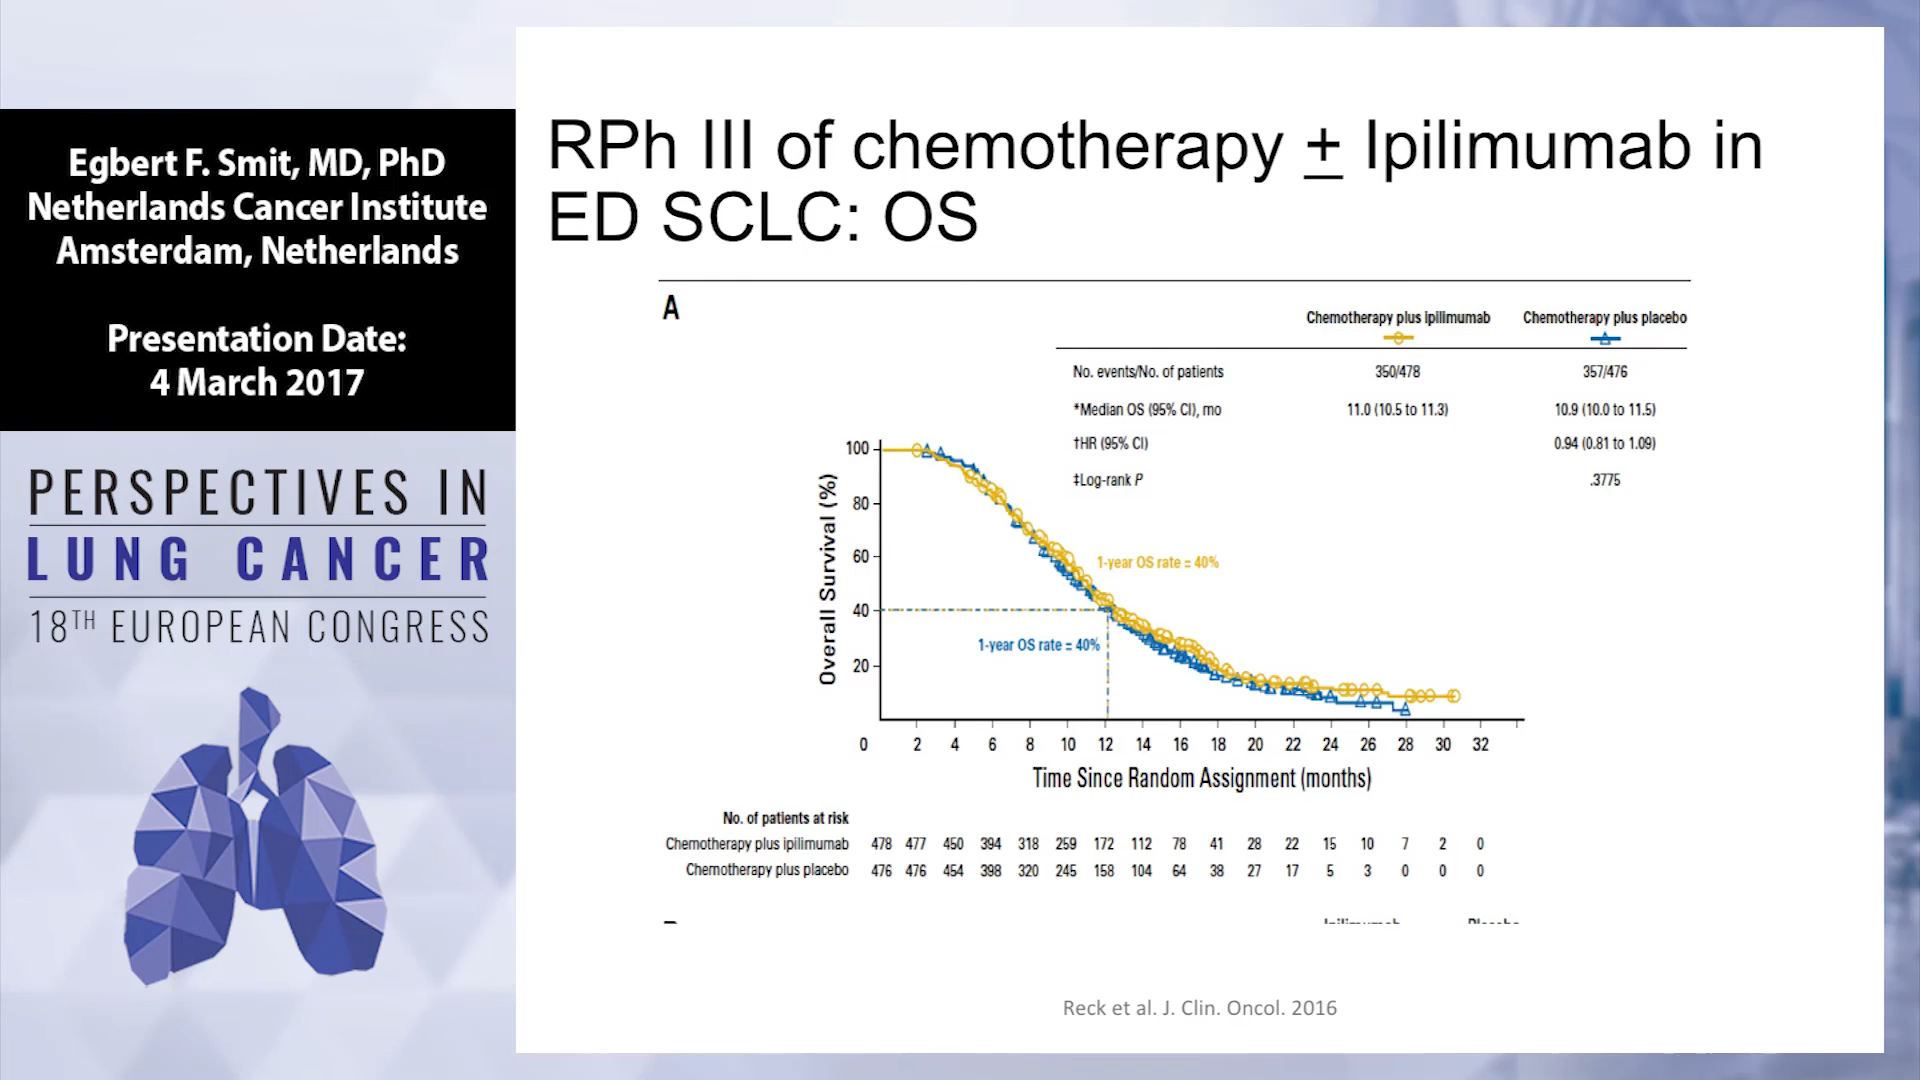 Egbert F. Smit, MD, PhD
Netherlands Cancer Institute
Amsterdam, Netherlands
Presentation Date:
4 March 2017
PERSPECTIVES IN
LUNG CANCER
18TH EUROPEAN CONGRESS
RPh III of chemotherapy ± Ipilimumab in
ED SCLC: OS
A
Chemotherapy plus ipilimumab Chemotherapy plus placebo
No. events/No. of patients 350/478 357/476
*Median OS (95% CI), mo 11.0 (10.5 to 11.3) 10.9 (10.0 to 11.5)
†HR (95% CI) 0.94 (0.81 to 1.09)
‡Log-rank P .3775
Overall Survival (%)
100
80
60
40
20
1-year OS rate = 40%
1-year OS rate = 40%
0 2 4 6 8 10 12 14 16 18 20 22 24 26 28 30 32
Time Since Random Assignment (months)
No. of patients at risk
Chemotherapy plus ipilimumab 478 477 450 394 318 259 172 112 78 41 28 22 15 10 7 2 0
Chemotherapy plus placebo 476 476 454 398 320 245 158 104 64 38 27 17 5 3 0 0 0
Ipilimumab Placebo
Reck et al. J. Clin. Oncol. 2016